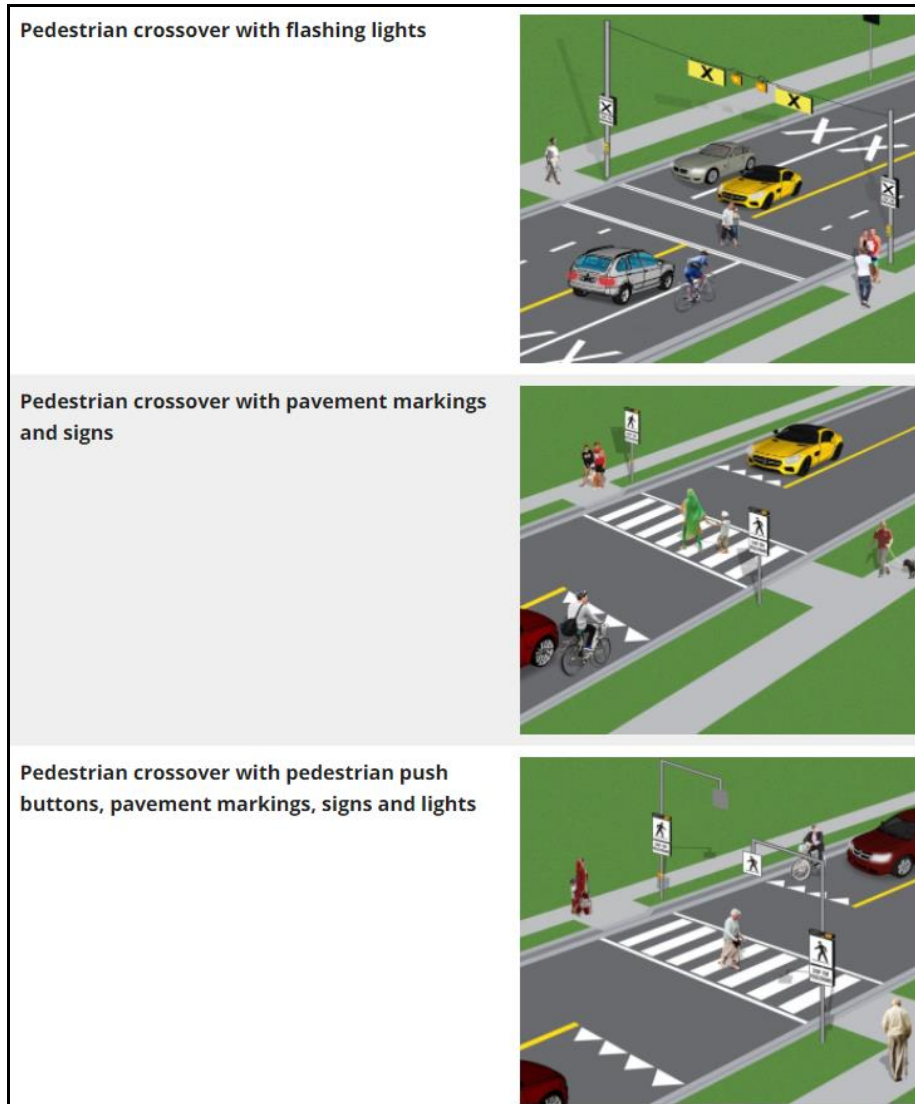 Pedestrian crossover with flashing lights
X
X
X
X
Pedestrian crossover with pavement markings
and signs
Pedestrian crossover with pedestrian push
buttons, pavement markings, signs and lights